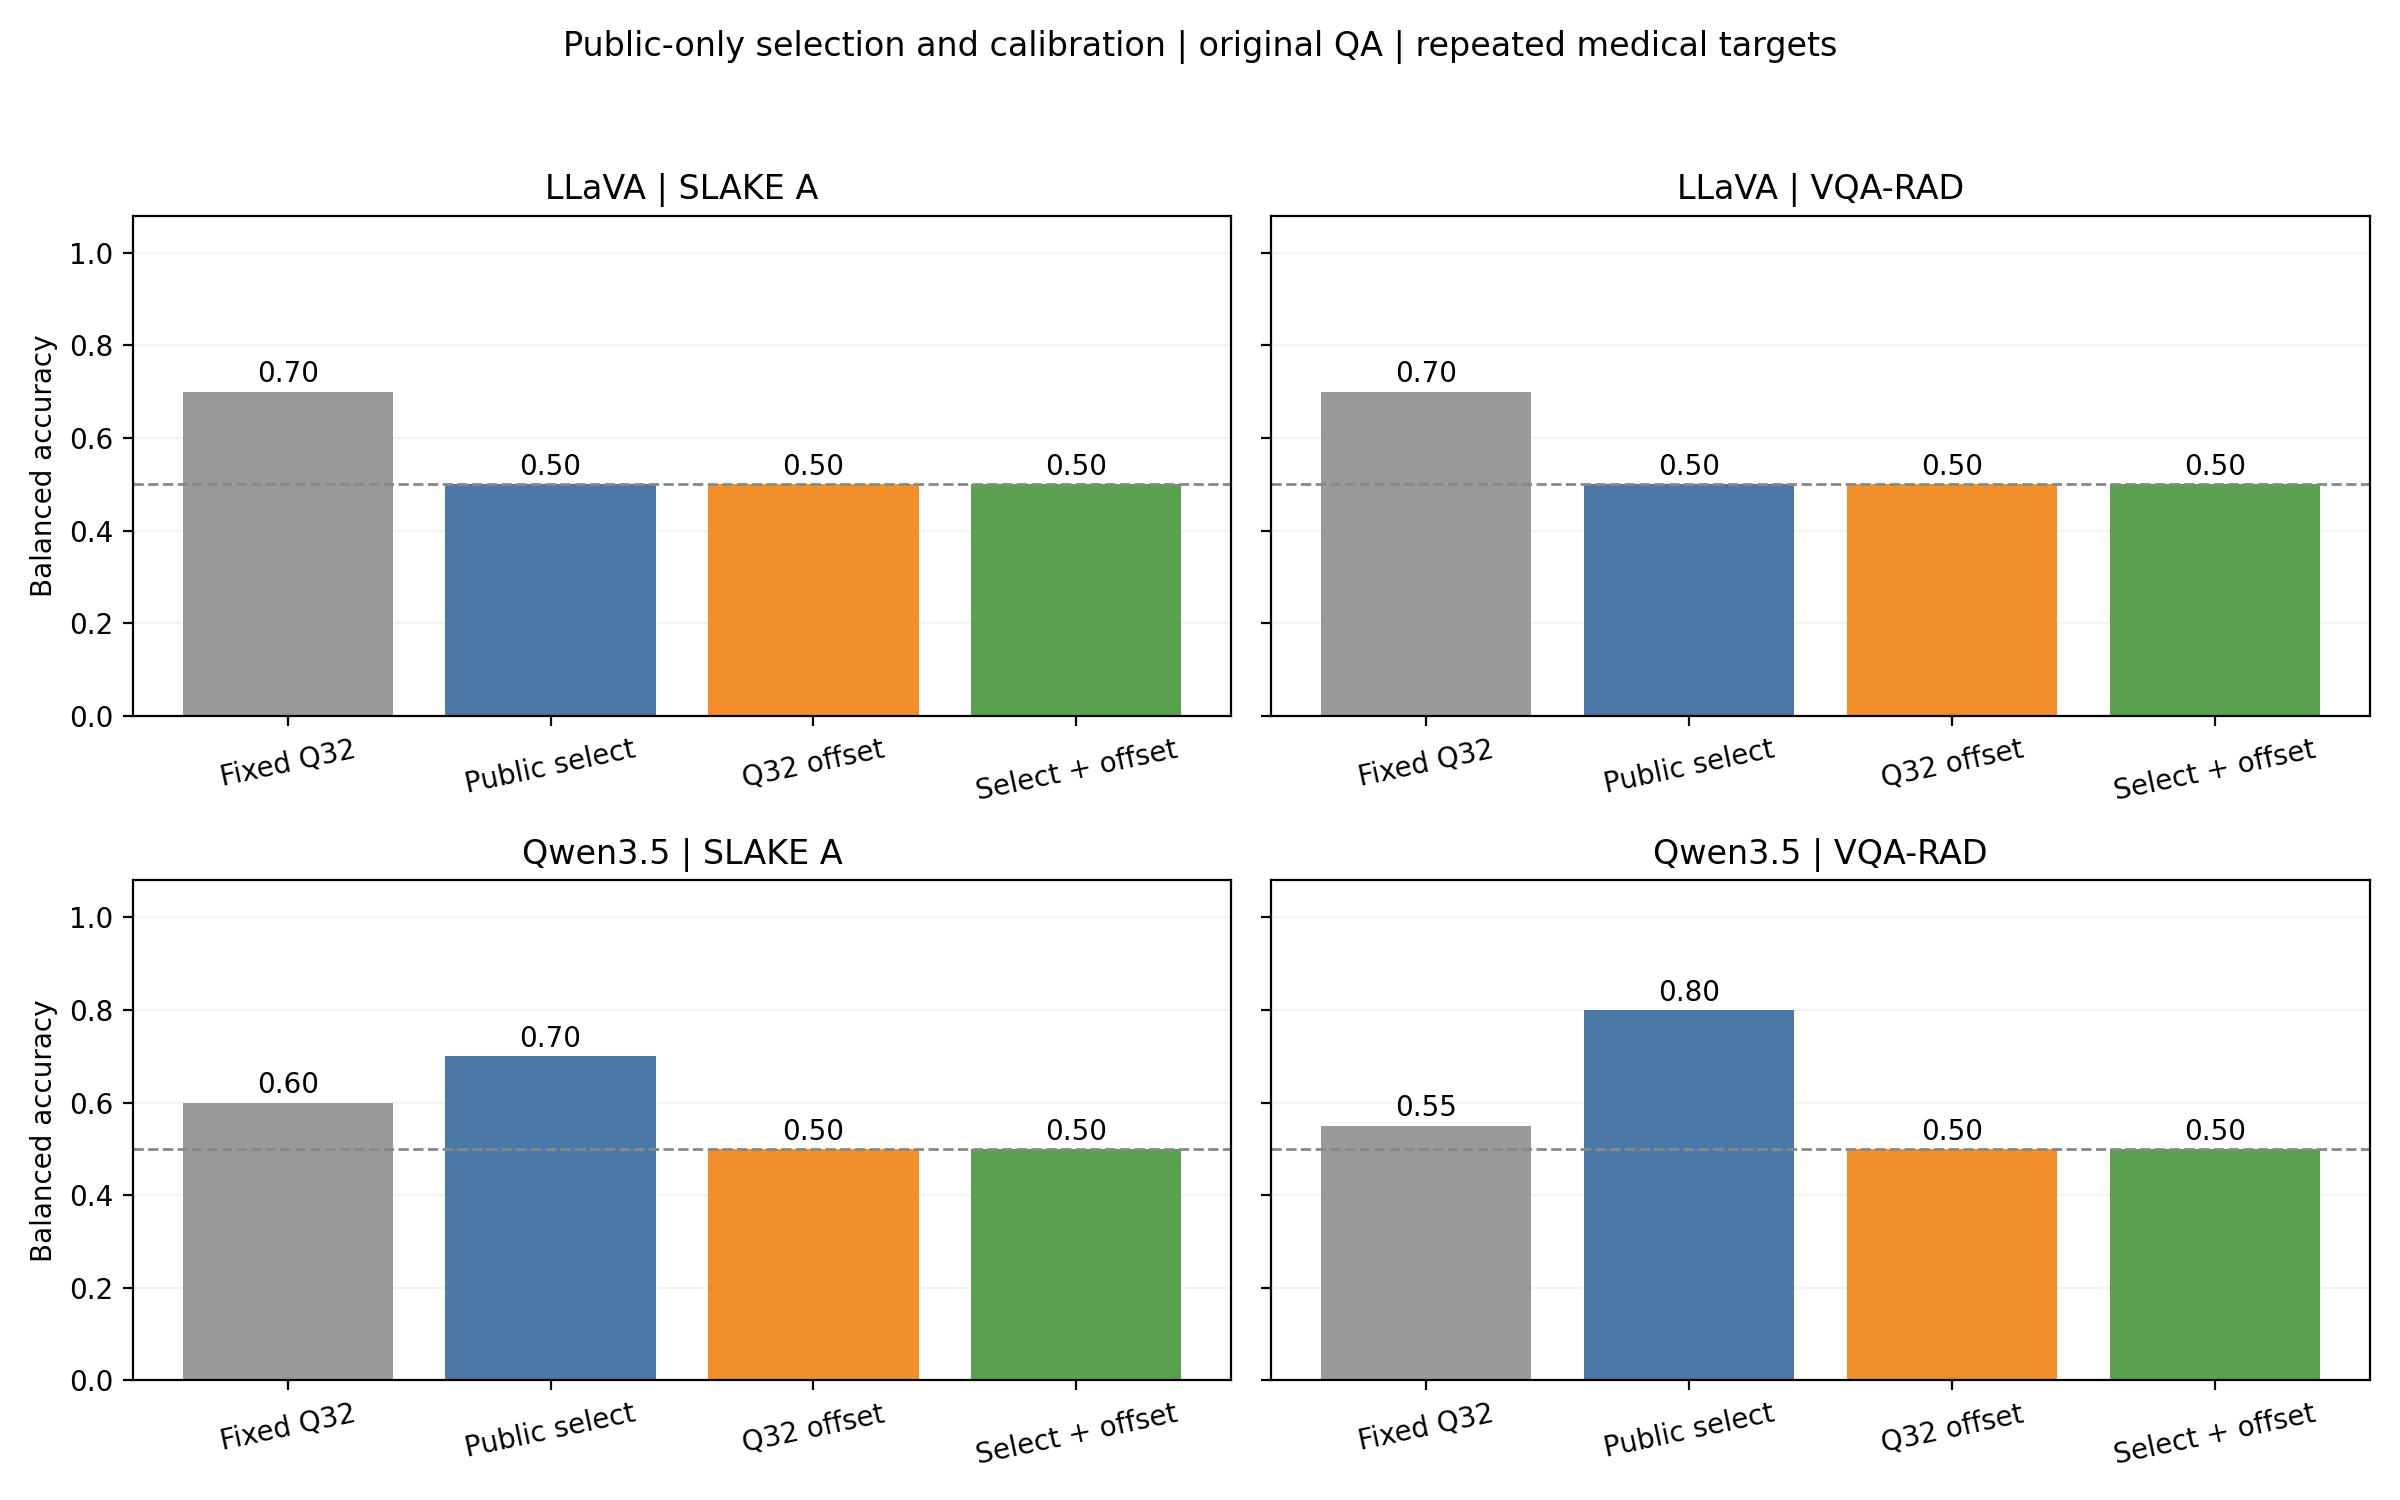 Public-only selection and calibration | original QA | repeated medical targets
LLaVA | SLAKE A
Balanced accuracy
1.0
0.8
0.6
0.4
0.2
0.0
0.70
0.50
0.50
0.50
Fixed Q32
Public select
Q32 offset
Select + offset
LLaVA | VQA-RAD
0.70
0.50
0.50
0.50
Fixed Q32
Public select
Q32 offset
Select + offset
Qwen3.5 | SLAKE A
Balanced accuracy
1.0
0.8
0.6
0.4
0.2
0.0
0.60
0.70
0.50
0.50
Fixed Q32
Public select
Q32 offset
Select + offset
Qwen3.5 | VQA-RAD
0.55
0.80
0.50
0.50
Fixed Q32
Public select
Q32 offset
Select + offset